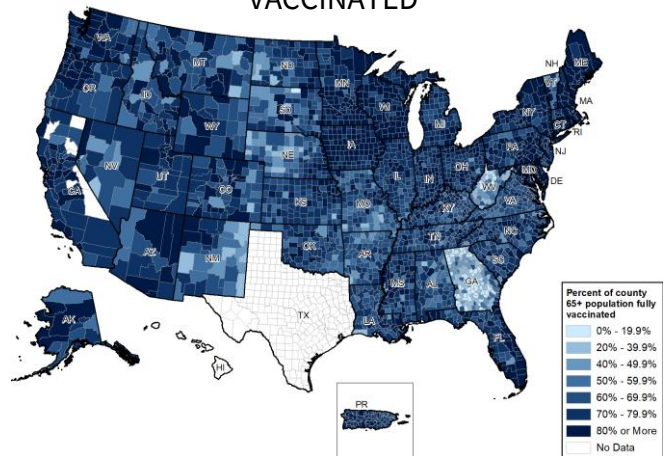 VACCINATED
WA
MT
ND
MN
OR
ID
SD
WI
MI
NH
ME
VT
NY
MA
CT
RI
WY
NE
IA
PA
NJ
NV
UT
CO
IL
IN
OH
MD
DE
CA
KS
MO
KY
WV
VA
AZ
NM
OK
AR
TN
NC
SC
TX
LA
MS
AL
GA
FL
AK
HI
PR
Percent of county
65+ population fully
vaccinated
0% - 19.9%
20% - 39.9%
40% - 49.9%
50% - 59.9%
60% - 69.9%
70% - 79.9%
80% or More
No Data